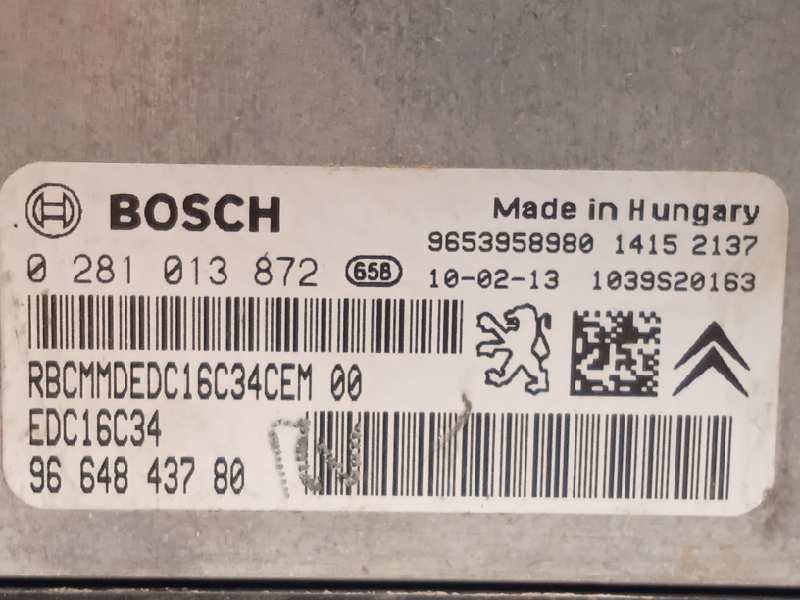 BOSCH
Made in Hungary
9653958980 1415 2137
0 281 013 872 658
10-02-13 1039S20163
RBCMMDEDC16C34CEM 00
EDC16C34
96 648 437 80